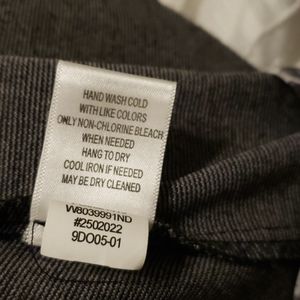 HAND WASH COLD
WITH LIKE COLORS
ONLY NON-CHLORINE BLEACH
WHEN NEEDED
HANG TO DRY
COOL IRON IF NEEDED
MAY BE DRY CLEANED
W8039991ND
#2502022
9DO05-01